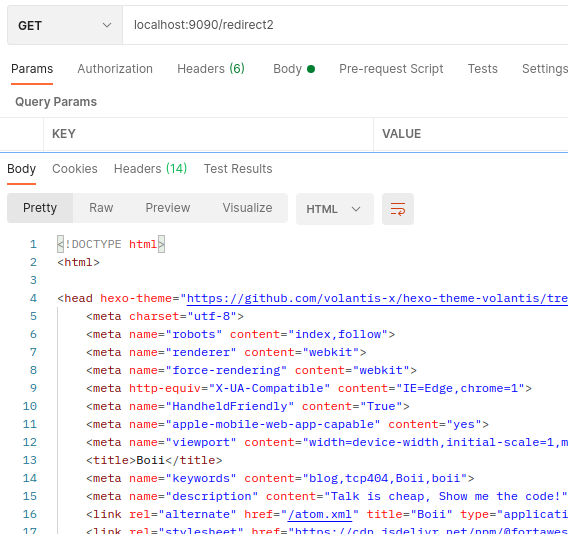 GET localhost:9090/redirect2
Params Authorization Headers (6) Body Pre-request Script Tests Settings
Query Params
KEY VALUE
Body Cookies Headers (14) Test Results
Pretty Raw Preview Visualize HTML
1 <!DOCTYPE html>
2 <html>
3
4 <head hexo-theme="https://github.com/volantis-x/hexo-theme-volantis/tre
5 <meta charset="utf-8">
6 <meta name="robots" content="index,follow">
7 <meta name="renderer" content="webkit">
8 <meta name="force-rendering" content="webkit">
9 <meta http-equiv="X-UA-Compatible" content="IE=Edge,chrome=1">
10 <meta name="HandheldFriendly" content="True">
11 <meta name="apple-mobile-web-app-capable" content="yes">
12 <meta name="viewport" content="width=device-width,initial-scale=1,m
13 <title>Boii</title>
14 <meta name="keywords" content="blog,tcp404,Boii,boii">
15 <meta name="description" content="Talk is cheap, Show me the code!"
16 <link rel="alternate" href="/atom.xml" title="Boii" type="applicati
17 <link rel="stylesheet" href="https://cdn.jsdelivr.net/npm/@fortawes